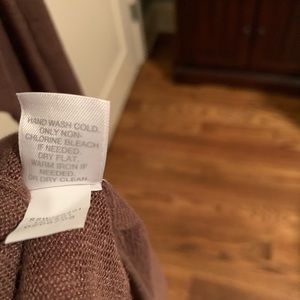 HAND WASH COLD.
ONLY NON-
CHLORINE BLEACH
IF NEEDED.
DRY FLAT.
WARM IRON IF
NEEDED.
OR DRY CLEAN.